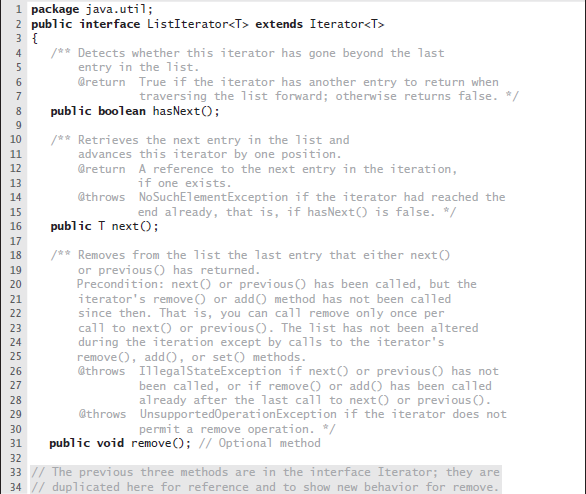 1 package java.util;
2 public interface ListIterator<T> extends Iterator<T>
3 {
4 /** Detects whether this iterator has gone beyond the last
5 entry in the list.
6 @return True if the iterator has another entry to return when
7 traversing the list forward; otherwise returns false. */
8 public boolean hasNext();
9
10 /** Retrieves the next entry in the list and
11 advances this iterator by one position.
12 @return A reference to the next entry in the iteration,
13 if one exists.
14 @throws NoSuchElementException if the iterator had reached the
15 end already, that is, if hasNext() is false. */
16 public T next();
17
18 /** Removes from the list the last entry that either next()
19 or previous() has returned.
20 Precondition: next() or previous() has been called, but the
21 iterator's remove() or add() method has not been called
22 since then. That is, you can call remove only once per
23 call to next() or previous(). The list has not been altered
24 during the iteration except by calls to the iterator's
25 remove(), add(), or set() methods.
26 @throws IllegalStateException if next() or previous() has not
27 been called, or if remove() or add() has been called
28 already after the last call to next() or previous().
29 @throws UnsupportedOperationException if the iterator does not
30 permit a remove operation. */
31 public void remove(); // Optional method
32
33 // The previous three methods are in the interface Iterator; they are
34 // duplicated here for reference and to show new behavior for remove.